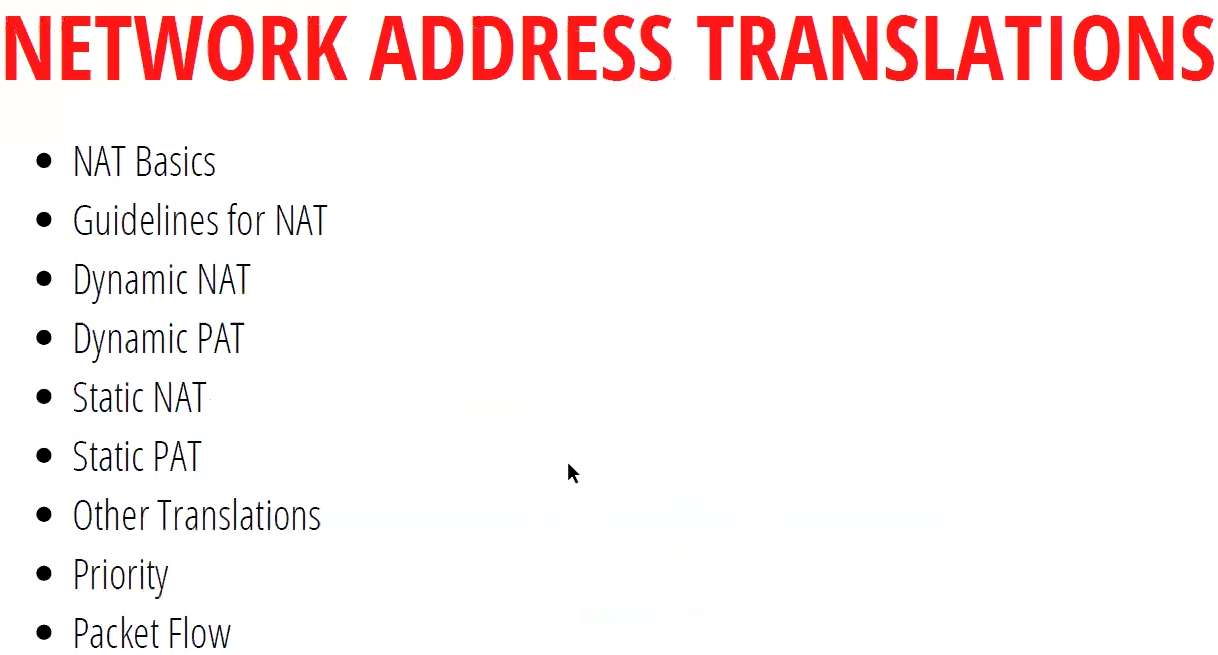 NETWORK ADDRESS TRANSLATIONS
• NAT Basics
• Guidelines for NAT
• Dynamic NAT
• Dynamic PAT
• Static NAT
• Static PAT
• Other Translations
• Priority
• Packet Flow